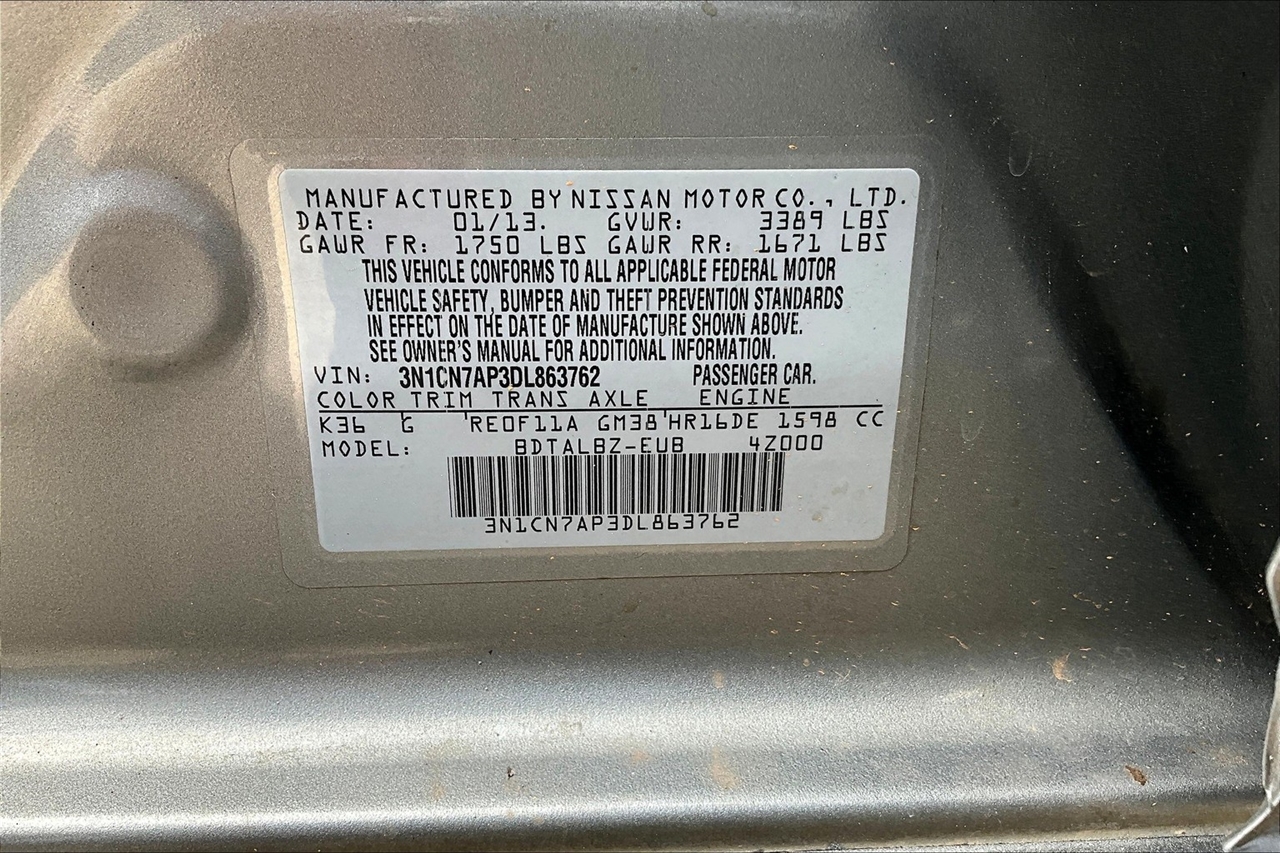 MANUFACTURED BY NISSAN MOTOR CO., LTD.
DATE: 01/13. GVWR: 3389 LBS
GAWR FR: 1750 LBS GAWR RR: 1671 LBS
THIS VEHICLE CONFORMS TO ALL APPLICABLE FEDERAL MOTOR
VEHICLE SAFETY, BUMPER AND THEFT PREVENTION STANDARDS
IN EFFECT ON THE DATE OF MANUFACTURE SHOWN ABOVE.
SEE OWNER'S MANUAL FOR ADDITIONAL INFORMATION.
VIN: 3N1CN7AP3DL863762 PASSENGER CAR.
COLOR TRIM TRANS AXLE ENGINE
K36 G RE0F11A GM38 HR16DE 1598 CC
MODEL: BDTALBZ-EUB 4Z000
3N1CN7AP3DL863762